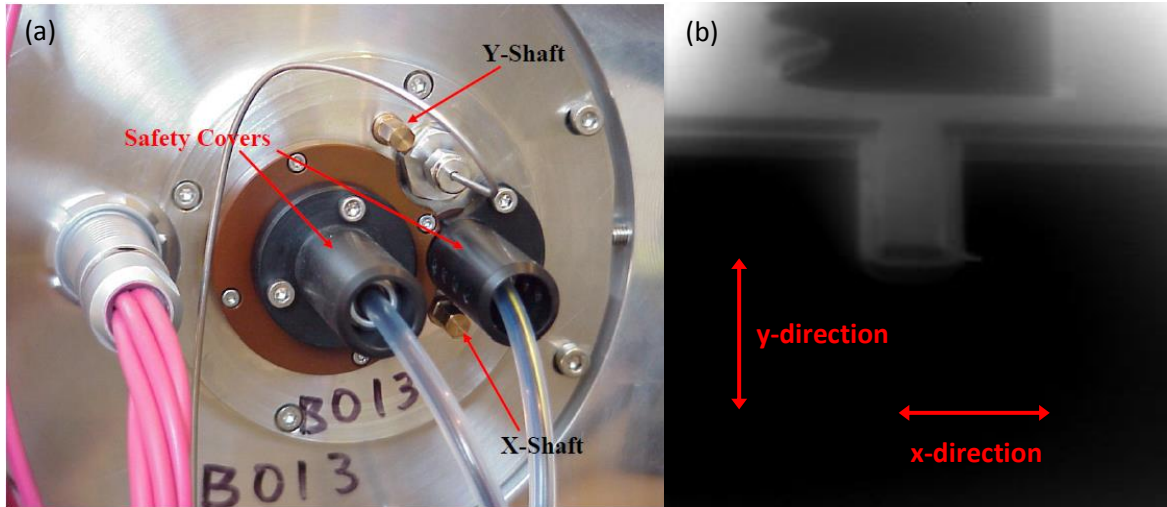 (a)
Y-Shaft
Safety Covers
X-Shaft
B013
B013
(b)
y-direction
x-direction